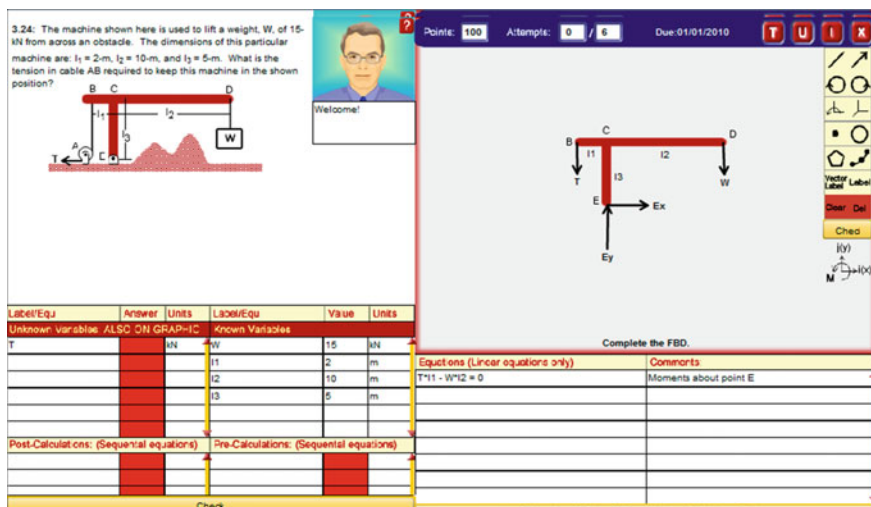 3.24: The machine shown here is used to lift a weight, W, of 15-
kN from across an obstacle. The dimensions of this particular
machine are: l₁ = 2-m, l₂ = 10-m, and l₃ = 5-m. What is the
tension in cable AB required to keep this machine in the shown
position?
B C D
l₁ l₂
l₃
W
A
T E
?
Welcome!
Points: 100 Attempts: 0 / 6 Due:01/01/2010 T U I X
C
B D
l1 l2
T l3 W
E Ex
Ey
Vector Label Label
Clear Del
Chec
j(y)
i(x)
M
Complete the FBD.
Label/Equ Answer Units Label/Equ Value Units
Unknown Variables: ALSO ON GRAPHIC Known Variables
T kN W 15 kN
l1 2 m
l2 10 m
l3 5 m
Post-Calculations: (Sequental equations) Pre-Calculations: (Sequental equations)
Check
Equations (Linear equations only) Comments:
T*l1 - W*l2 = 0 Moments about point E